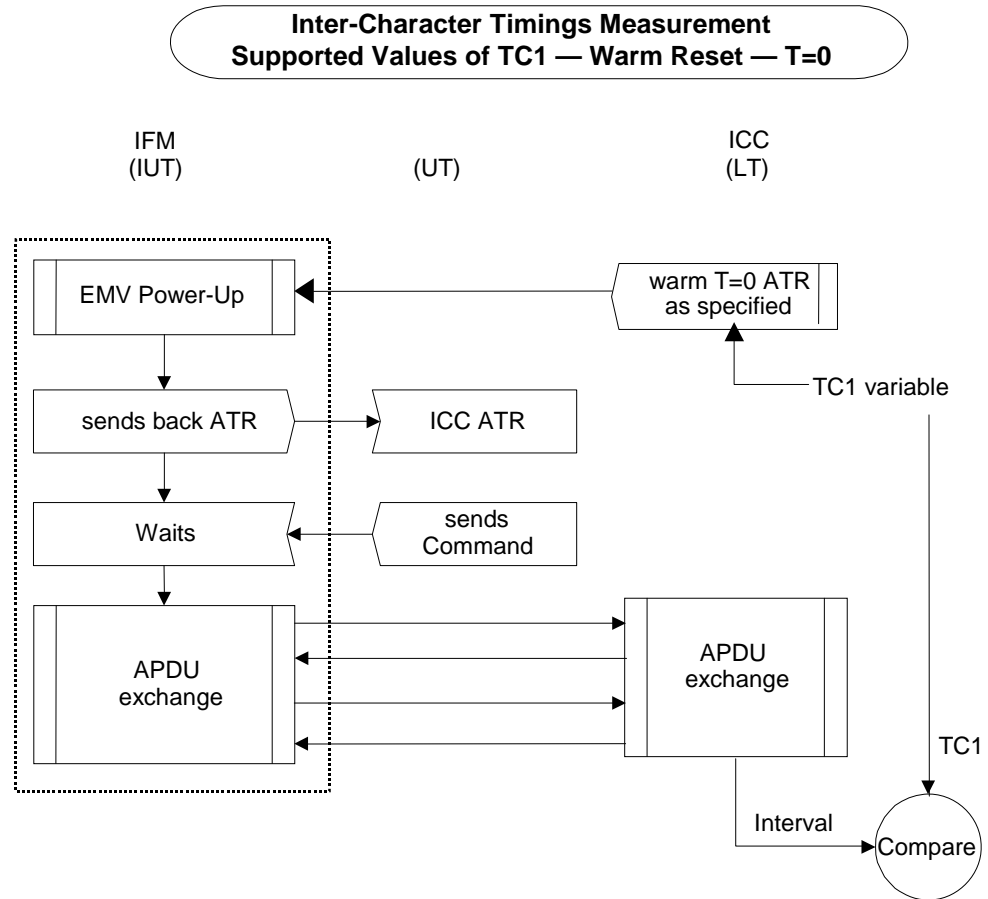 Inter-Character Timings Measurement
Supported Values of TC1 — Warm Reset — T=0
IFM
(IUT)
(UT)
ICC
(LT)
EMV Power-Up
warm T=0 ATR
as specified
TC1 variable
sends back ATR
ICC ATR
Waits
sends
Command
APDU
exchange
APDU
exchange
TC1
Interval
Compare